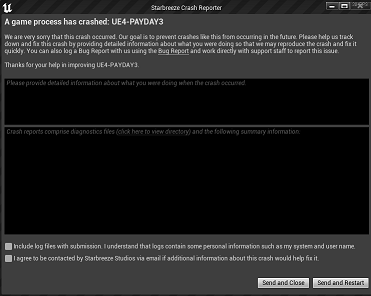 Starbreeze Crash Reporter
A game process has crashed: UE4-PAYDAY3
We are very sorry that this crash occurred. Our goal is to prevent crashes like this from occurring in the future. Please help us track
down and fix this crash by providing detailed information about what you were doing so that we may reproduce the crash and fix it
quickly. You can also log a Bug Report with us using the Bug Report and work directly with support staff to report this issue.
Thanks for your help in improving UE4-PAYDAY3.
Please provide detailed information about what you were doing when the crash occurred.
Crash reports comprise diagnostics files (click here to view directory) and the following summary information:
Include log files with submission. I understand that logs contain some personal information such as my system and user name.
I agree to be contacted by Starbreeze Studios via email if additional information about this crash would help fix it.
Send and Close
Send and Restart